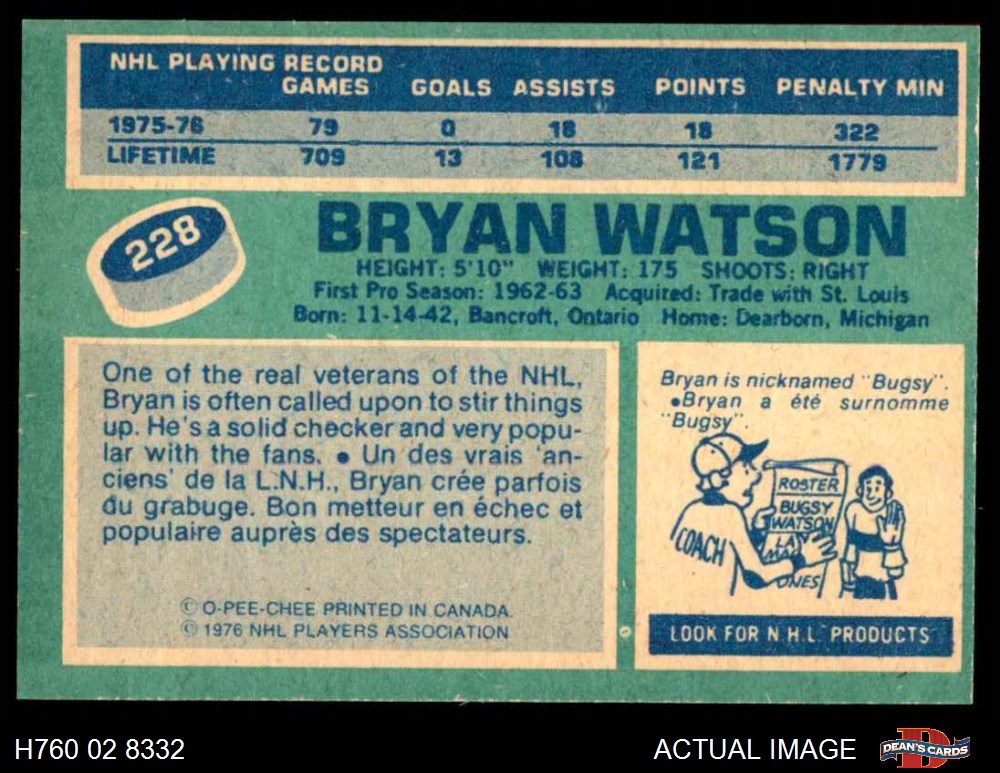 NHL PLAYING RECORD
GAMES GOALS ASSISTS POINTS PENALTY MIN
1975-76 79 0 18 18 322
LIFETIME 709 13 108 121 1779
228
BRYAN WATSON
HEIGHT: 5'10" WEIGHT: 175 SHOOTS: RIGHT
First Pro Season: 1962-63 Acquired: Trade with St. Louis
Born: 11-14-42, Bancroft, Ontario Home: Dearborn, Michigan
One of the real veterans of the NHL,
Bryan is often called upon to stir things
up. He's a solid checker and very popu-
lar with the fans. ● Un des vrais 'an-
ciens' de la L.N.H., Bryan crée parfois
du grabuge. Bon metteur en échec et
populaire auprès des spectateurs.
© O-PEE-CHEE PRINTED IN CANADA.
© 1976 NHL PLAYERS ASSOCIATION
Bryan is nicknamed "Bugsy".
●Bryan a été surnomme
"Bugsy".
ROSTER
BUGSY
WATSON
COACH
LOOK FOR N.H.L. PRODUCTS
H760 02 8332
ACTUAL IMAGE
DEAN'S CARDS